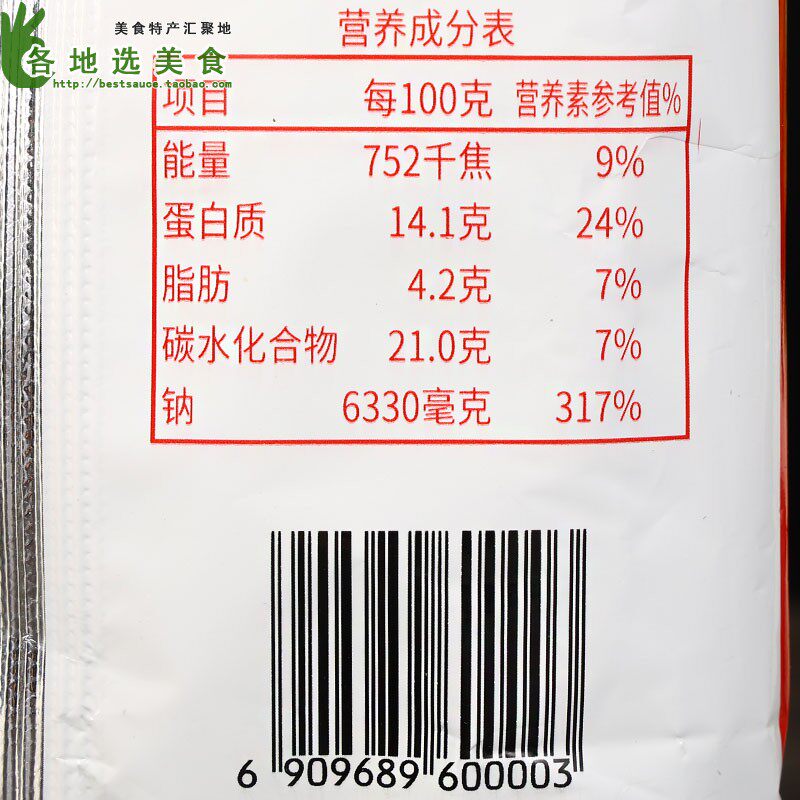 美食特产汇聚地
各地选美食
http://bestsauce.taobao.com
营养成分表
项目 每100克 营养素参考值%
能量 752千焦 9%
蛋白质 14.1克 24%
脂肪 4.2克 7%
碳水化合物 21.0克 7%
钠 6330毫克 317%
6 909689 600003